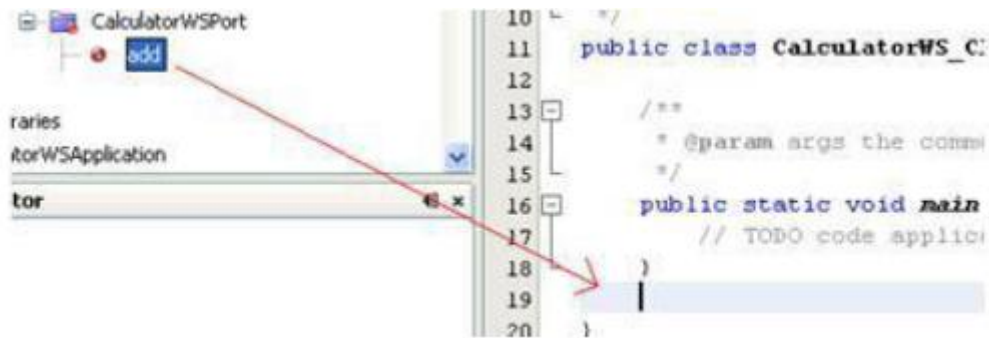 CalculatorWSPort
add
raries
torWSApplication
tor
10 */
11 public class CalculatorWS_C
12
13 /**
14 * @param args the comm
15 */
16 public static void main
17 // TODO code applic
18 }
19
20 }